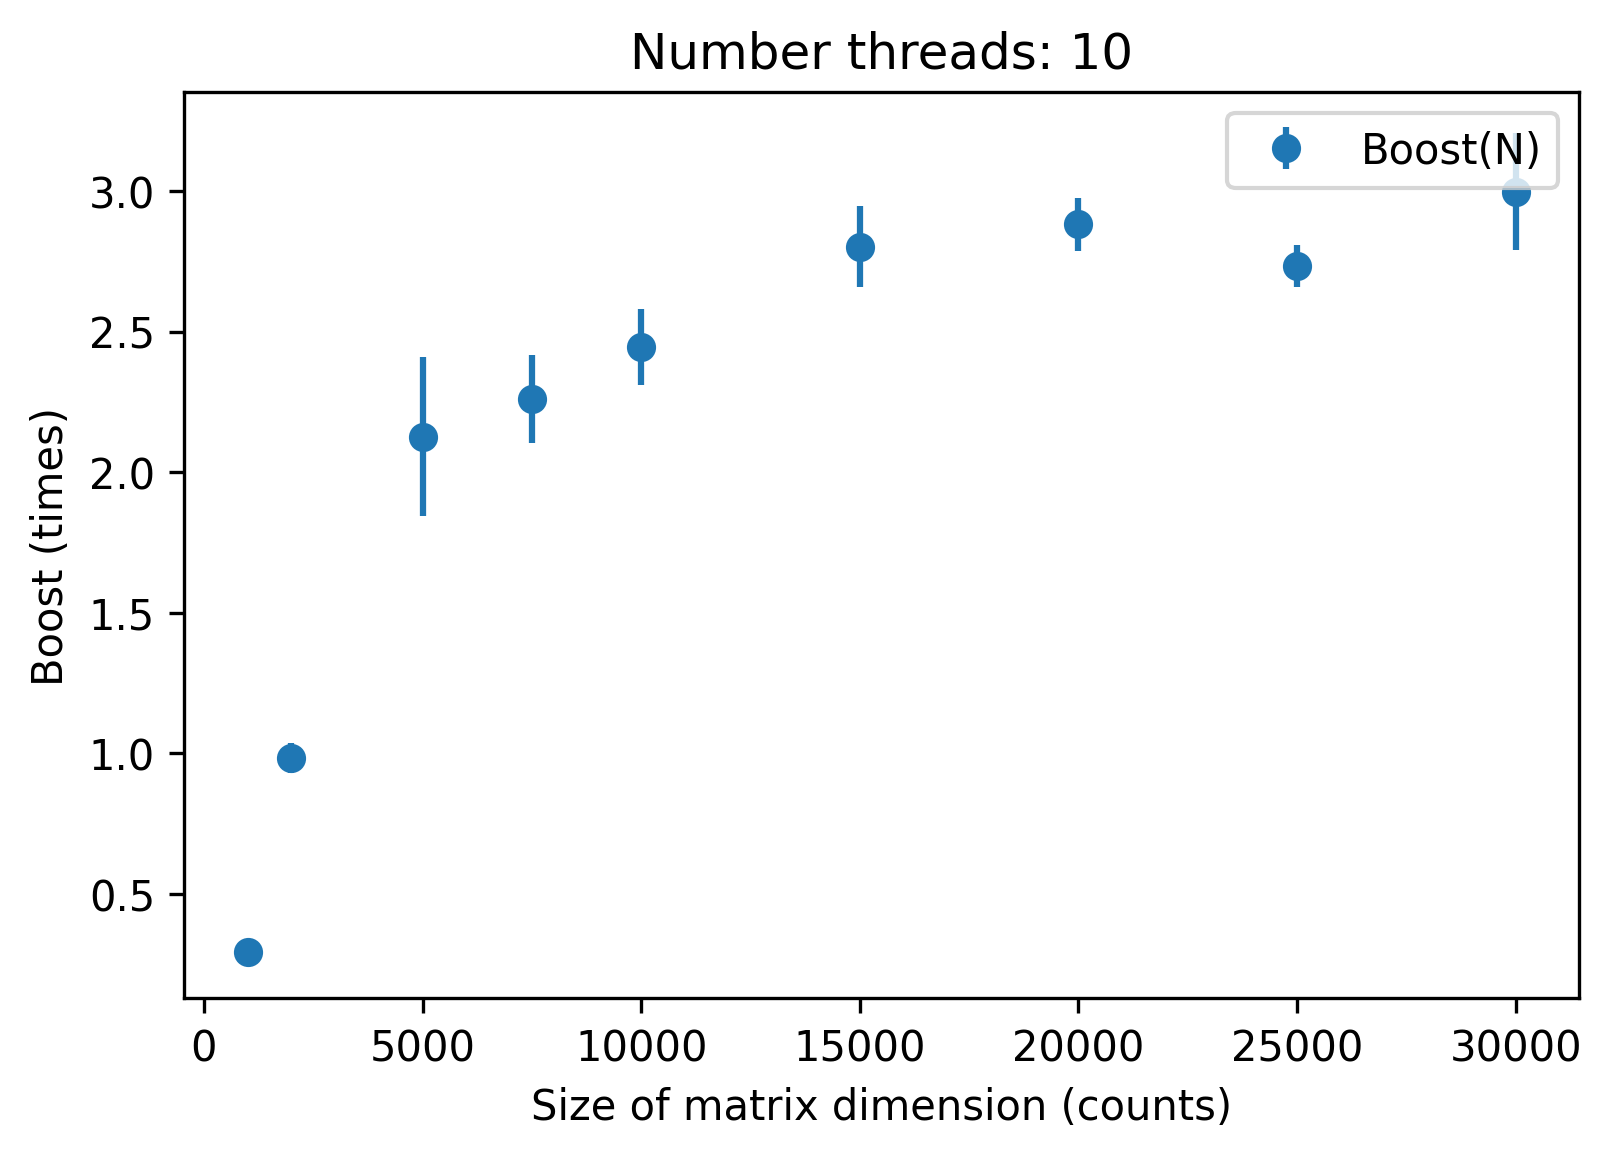 Number threads: 10
Boost(N)
3.0
2.5
2.0
1.5
1.0
0.5
Boost (times)
0 5000 10000 15000 20000 25000 30000
Size of matrix dimension (counts)